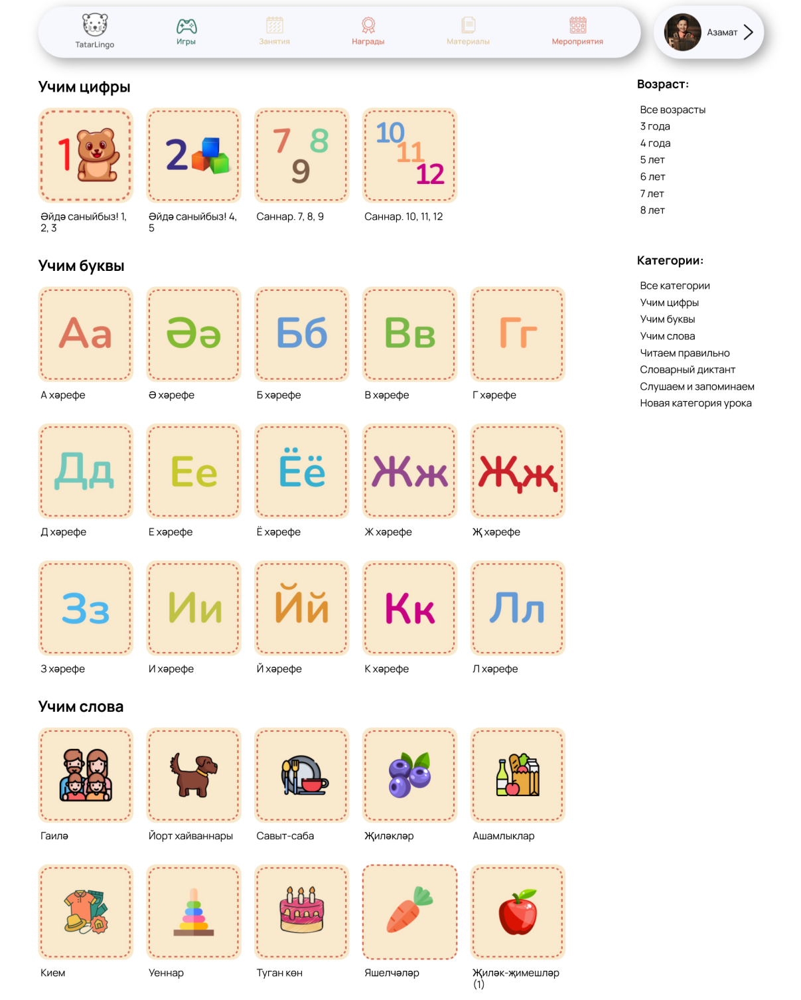 TatarLingo
Игры
Занятия
Награды
Материалы
Мероприятия
Азамат
Учим цифры
1
2
7 8
9
10
11
12
Әйдә саныйбыз! 1,
2, 3
Әйдә саныйбыз! 4,
5
Саннар. 7, 8, 9
Саннар. 10, 11, 12
Учим буквы
Аа
Әә
Бб
Вв
Гг
А хәрефе
Ә хәрефе
Б хәрефе
В хәрефе
Г хәрефе
Дд
Ее
Ёё
Жж
Җҗ
Д хәрефе
Е хәрефе
Ё хәрефе
Ж хәрефе
Җ хәрефе
Зз
Ии
Йй
Кк
Лл
З хәрефе
И хәрефе
Й хәрефе
К хәрефе
Л хәрефе
Учим слова
Гаилә
Йорт хайваннары
Савыт-саба
Җиләкләр
Ашамлыклар
Кием
Уеннар
Туган көн
Яшелчәләр
Җиләк-җимешләр
(1)
Возраст:
Все возрасты
3 года
4 года
5 лет
6 лет
7 лет
8 лет
Категории:
Все категории
Учим цифры
Учим буквы
Учим слова
Читаем правильно
Словарный диктант
Слушаем и запоминаем
Новая категория урока